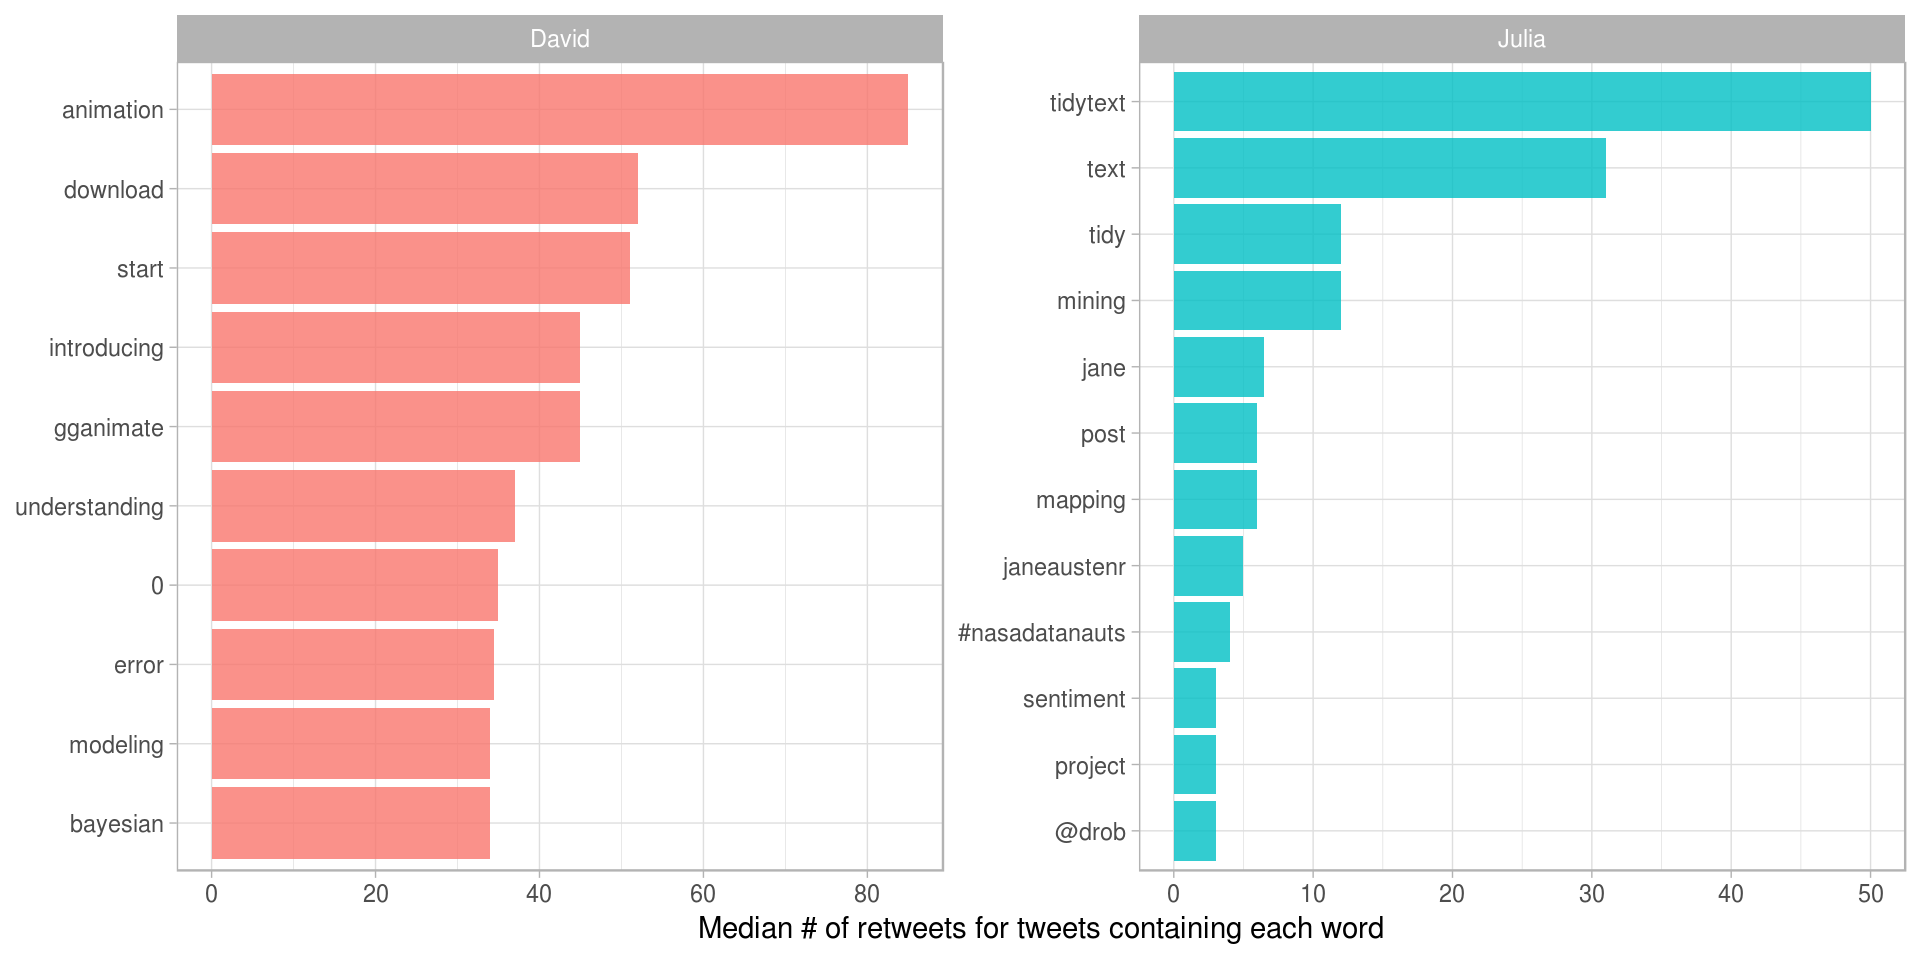 David
animation
download
start
introducing
gganimate
understanding
0
error
modeling
bayesian
0 20 40 60 80
Julia
tidytext
text
tidy
mining
jane
post
mapping
janeaustenr
#nasadatanauts
sentiment
project
@drob
0 10 20 30 40 50
Median # of retweets for tweets containing each word